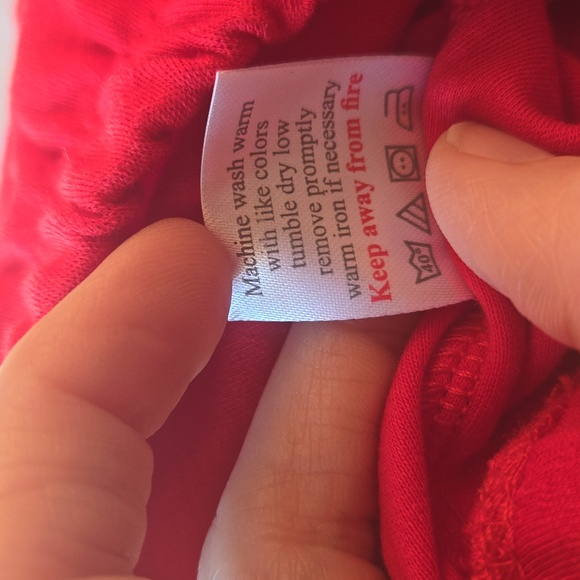 Machine wash warm
with like colors
tumble dry low
remove promptly
warm iron if necessary
Keep away from fire
40